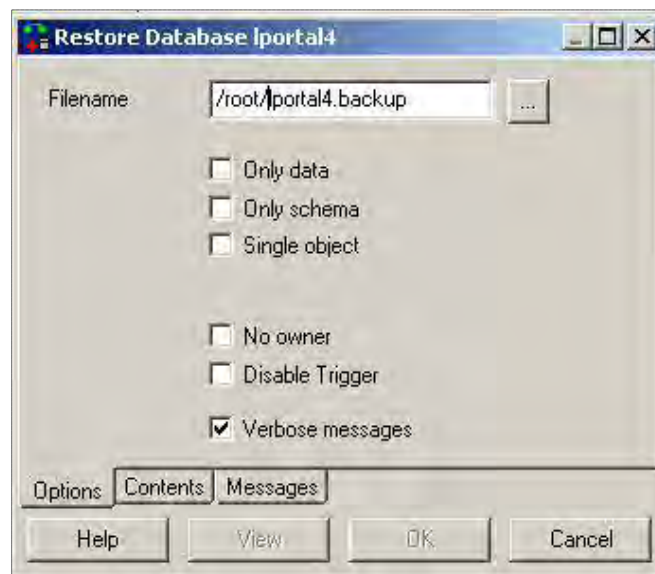 Restore Database lportal4
Filename /root/lportal4.backup ...
Only data
Only schema
Single object
No owner
Disable Trigger
Verbose messages
Options Contents Messages
Help View OK Cancel